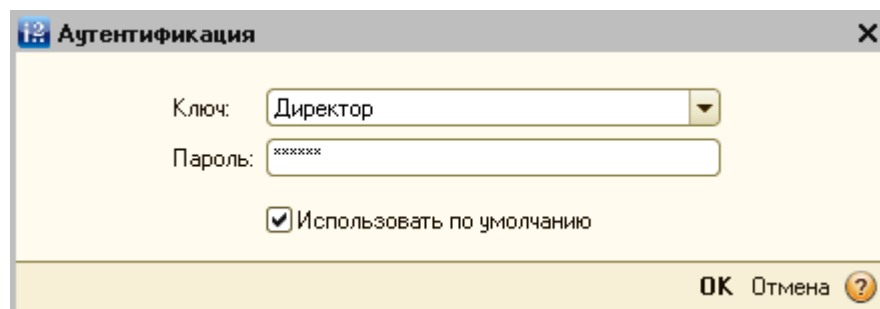 Аутентификация
Ключ: Директор
Пароль: ******
Использовать по умолчанию
OK Отмена ?